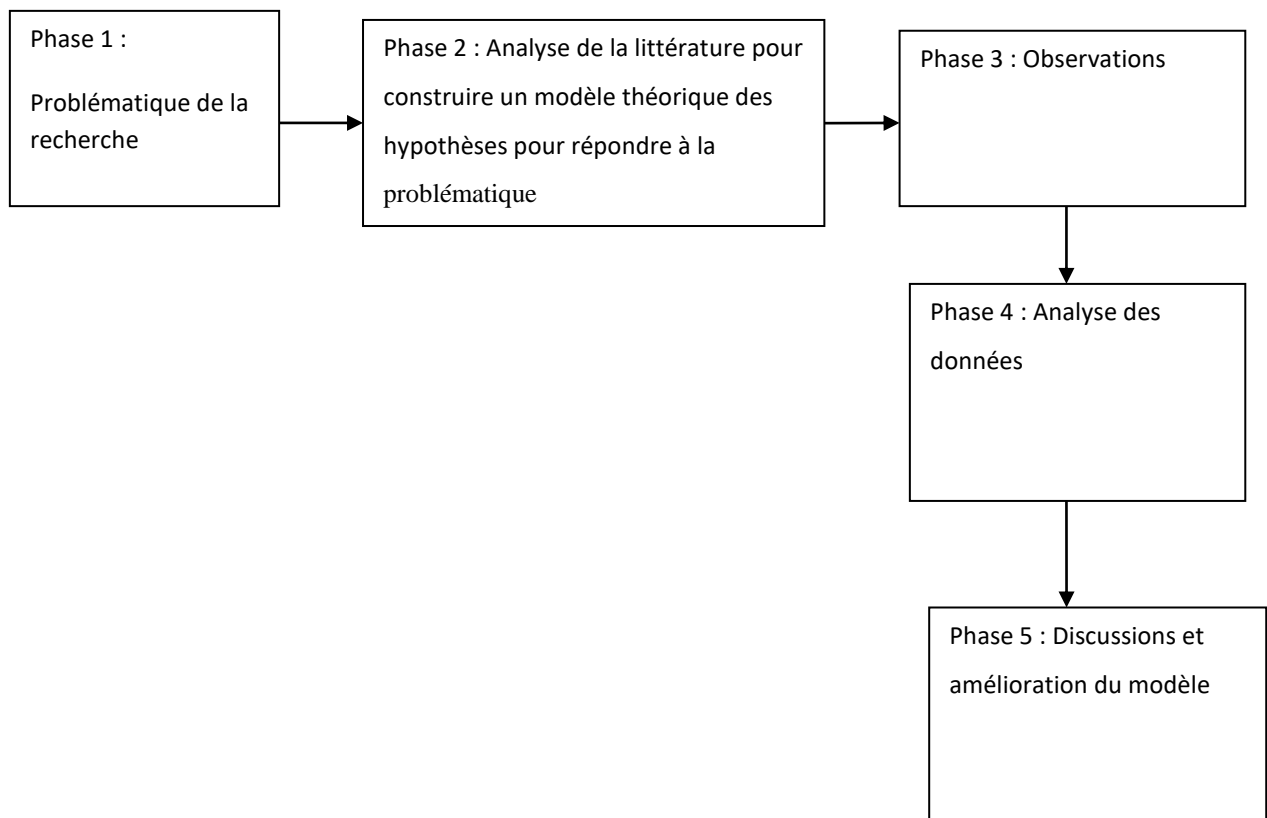 Phase 1 :
Problématique de la
recherche
Phase 2 : Analyse de la littérature pour
construire un modèle théorique des
hypothèses pour répondre à la
problématique
Phase 3 : Observations
Phase 4 : Analyse des
données
Phase 5 : Discussions et
amélioration du modèle